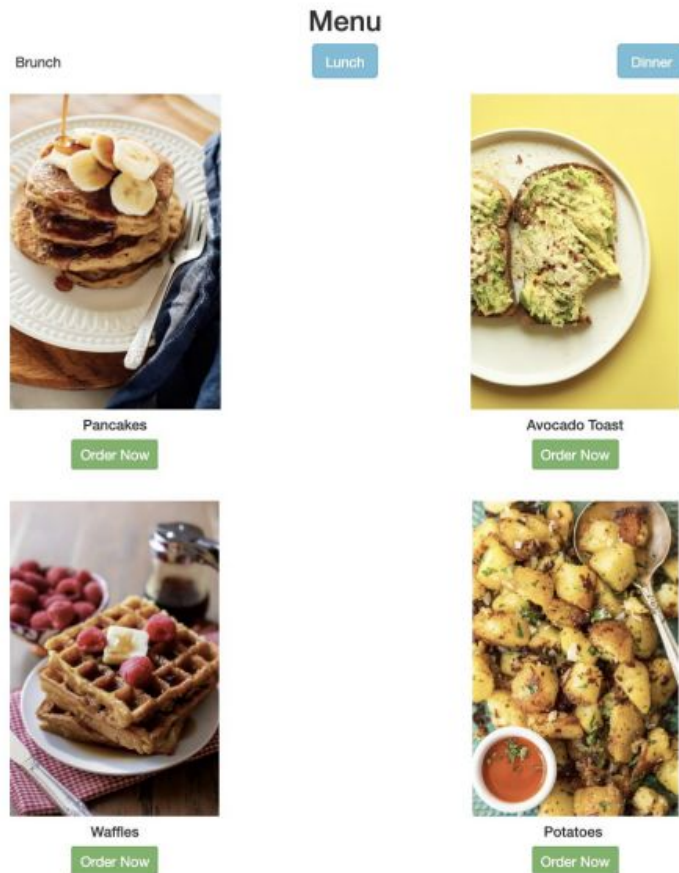 Menu
Brunch Lunch Dinner
Pancakes Avocado Toast
Order Now Order Now
Waffles Potatoes
Order Now Order Now